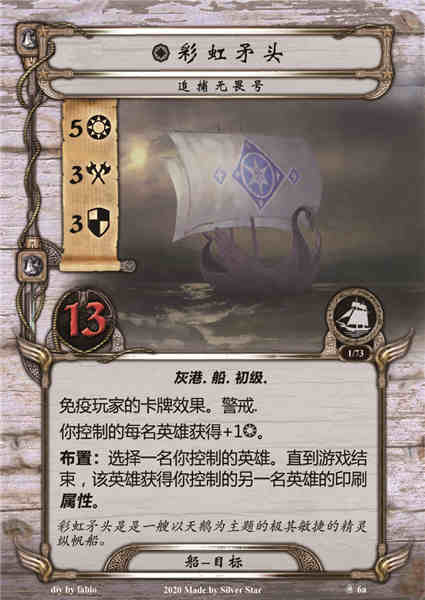 彩虹矛头
追捕无畏号
5
3
3
13
1/73
灰港. 船. 初级.
免疫玩家的卡牌效果。警戒.
你控制的每名英雄获得+1。
布置：选择一名你控制的英雄。直到游戏结
束，该英雄获得你控制的另一名英雄的印刷
属性。
彩虹矛头是是一艘以天鹅为主题的极其敏捷的精灵
纵帆船。
船–目标
diy by fabio 2020 Made by Silver Star 6a